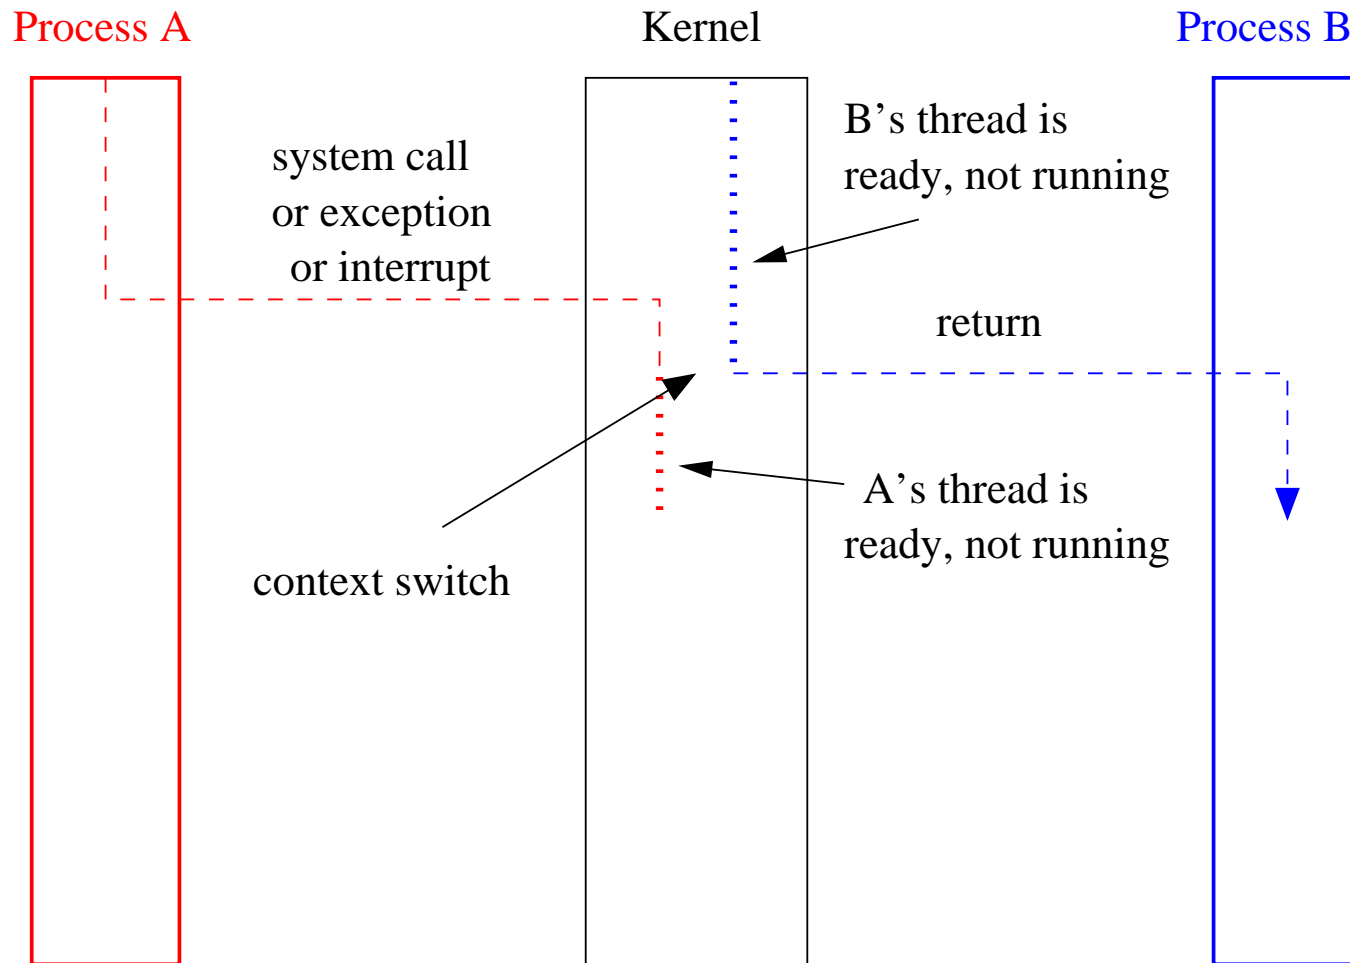 Process A
Kernel
Process B
system call
or exception
or interrupt
B’s thread is
ready, not running
return
A’s thread is
ready, not running
context switch